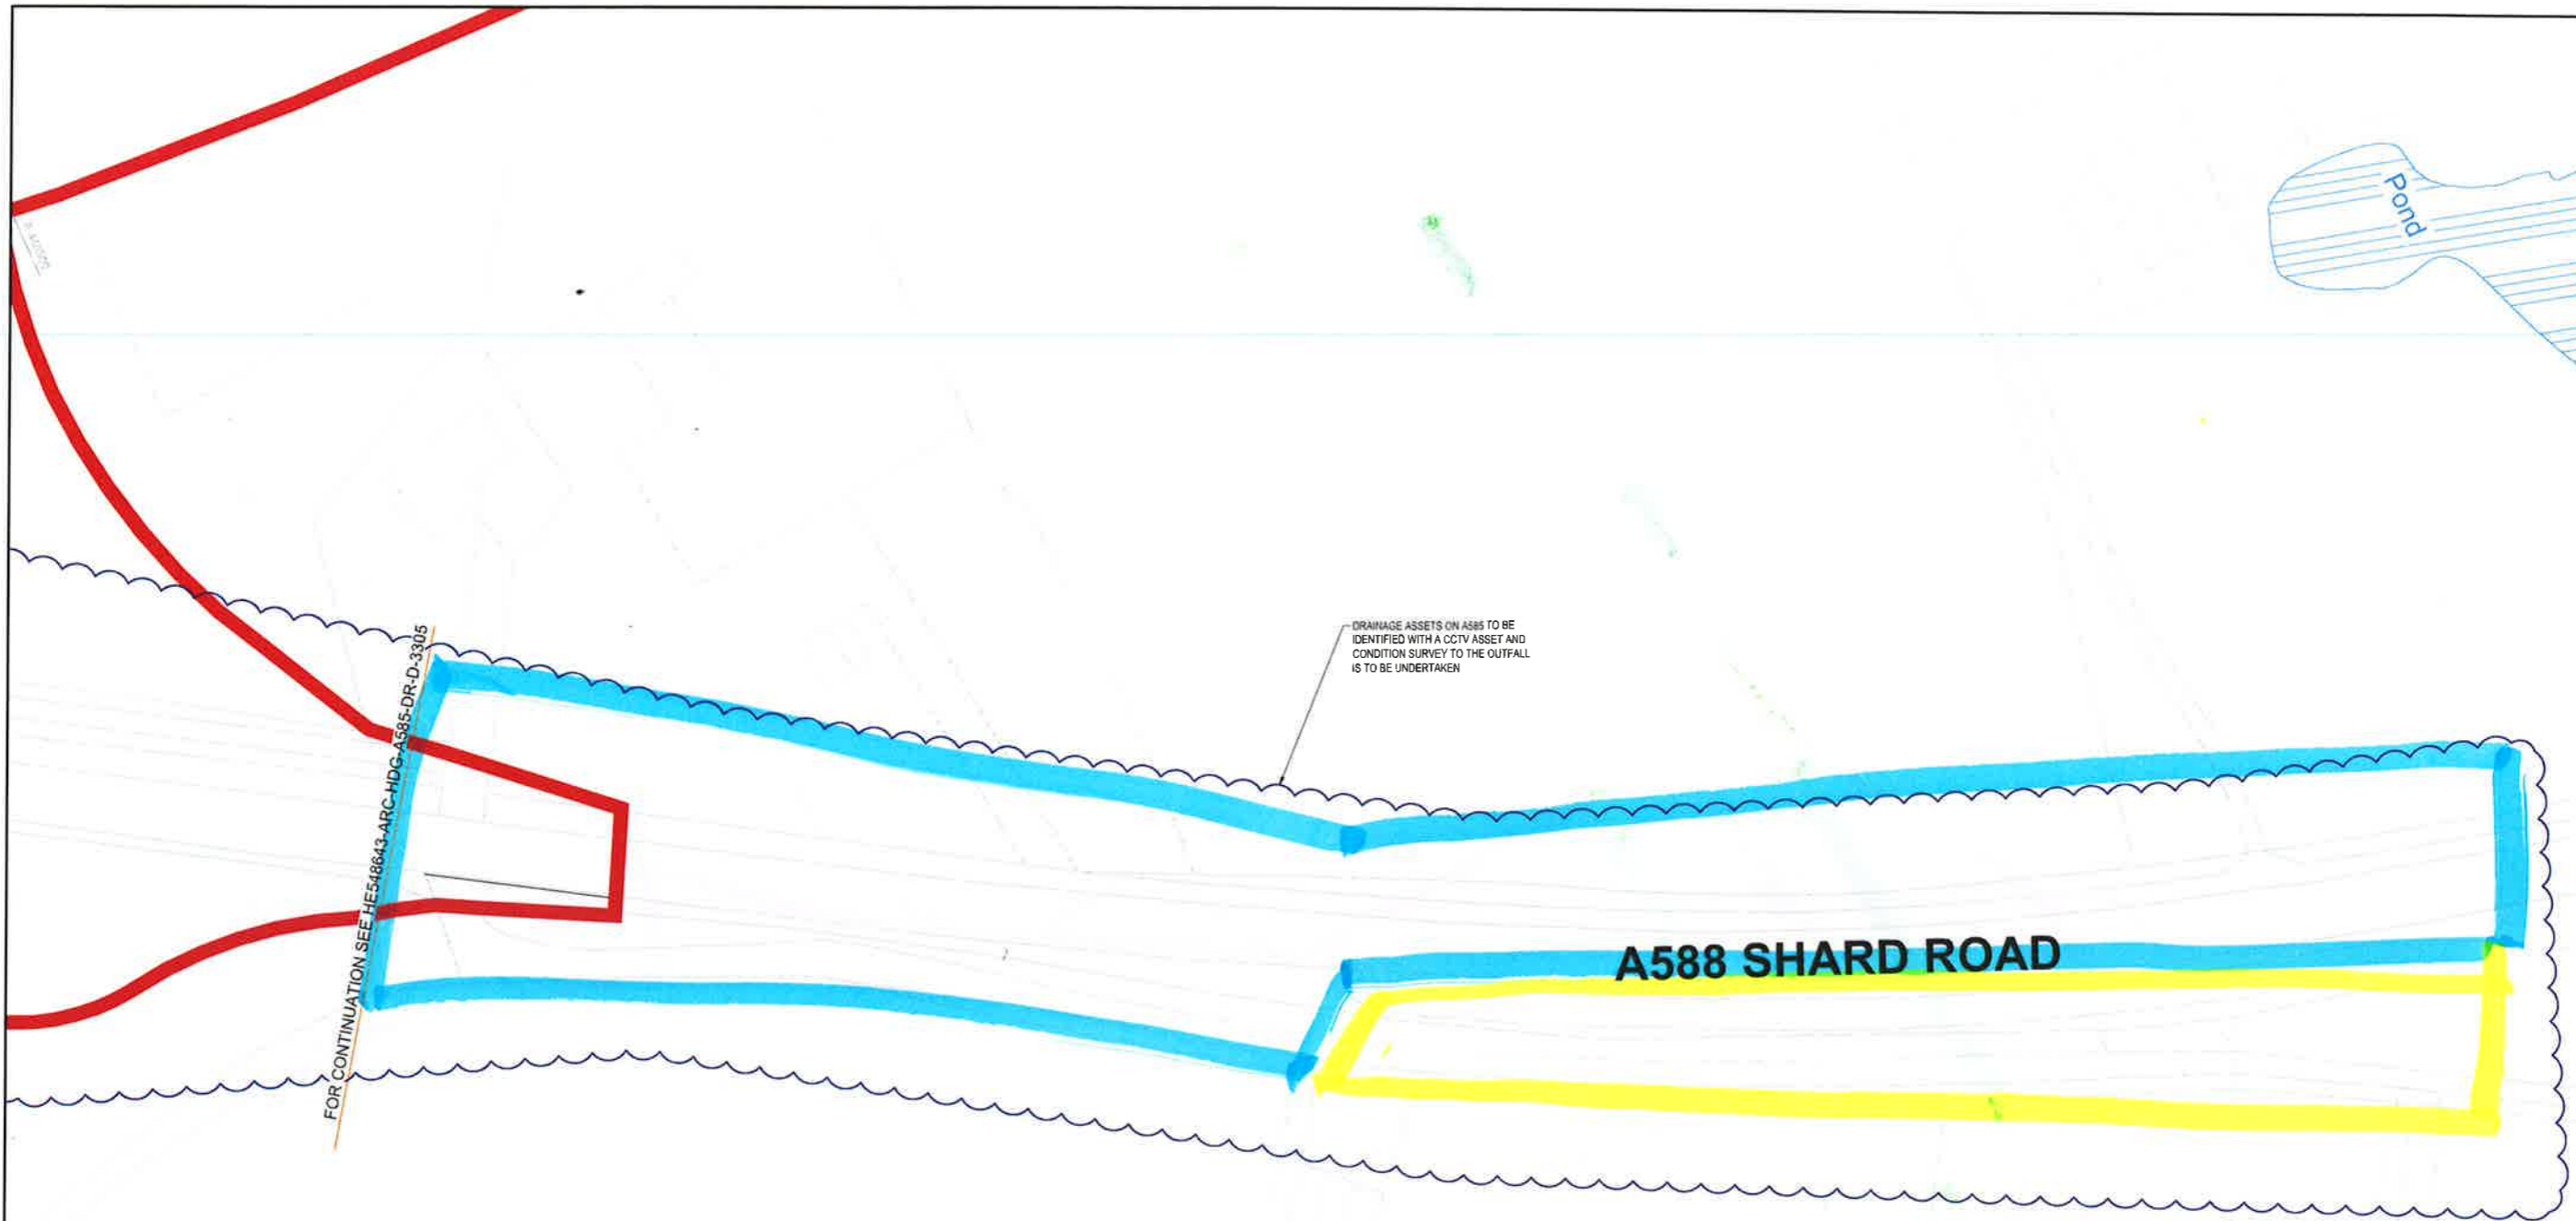 Pond
DRAINAGE ASSETS ON A585 TO BE
IDENTIFIED WITH A CCTV ASSET AND
CONDITION SURVEY TO THE OUTFALL
IS TO BE UNDERTAKEN
FOR CONTINUATION SEE HE548643-ARC-HDG-A585-DR-D-3305
A588 SHARD ROAD